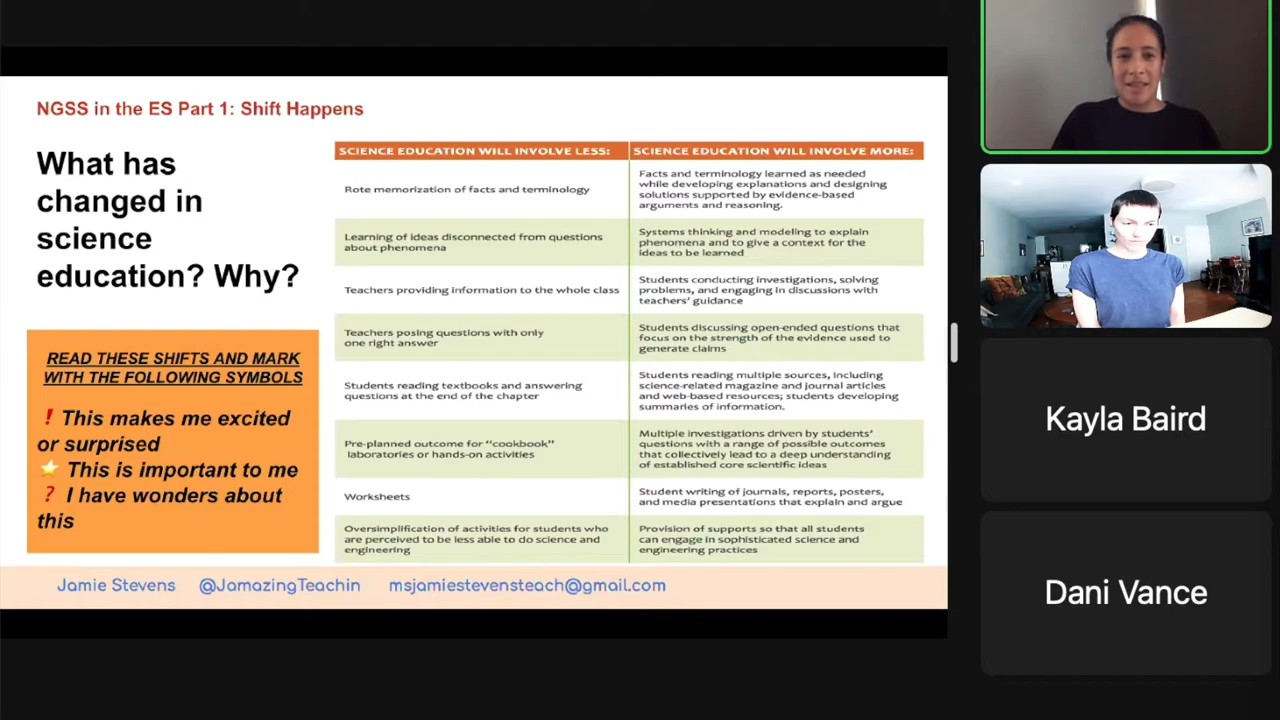 NGSS in the ES Part 1: Shift Happens
What has
changed in
science
education? Why?
READ THESE SHIFTS AND MARK
WITH THE FOLLOWING SYMBOLS
! This makes me excited
or surprised
⭐ This is important to me
? I have wonders about
this
SCIENCE EDUCATION WILL INVOLVE LESS:
SCIENCE EDUCATION WILL INVOLVE MORE:
Rote memorization of facts and terminology
Facts and terminology learned as needed
while developing explanations and designing
solutions supported by evidence-based
arguments and reasoning.
Learning of ideas disconnected from questions
about phenomena
Systems thinking and modeling to explain
phenomena and to give a context for the
ideas to be learned
Teachers providing information to the whole class
Students conducting investigations, solving
problems, and engaging in discussions with
teachers' guidance
Teachers posing questions with only
one right answer
Students discussing open-ended questions that
focus on the strength of the evidence used to
generate claims
Students reading textbooks and answering
questions at the end of the chapter
Students reading multiple sources, including
science-related magazine and journal articles
and web-based resources; students developing
summaries of information.
Pre-planned outcome for “cookbook”
laboratories or hands-on activities
Multiple investigations driven by students'
questions with a range of possible outcomes
that collectively lead to a deep understanding
of established core scientific ideas
Worksheets
Student writing of journals, reports, posters,
and media presentations that explain and argue
Oversimplification of activities for students who
are perceived to be less able to do science and
engineering
Provision of supports so that all students
can engage in sophisticated science and
engineering practices
Jamie Stevens @JamazingTeachin msjamiestevensteach@gmail.com
Kayla Baird
Dani Vance